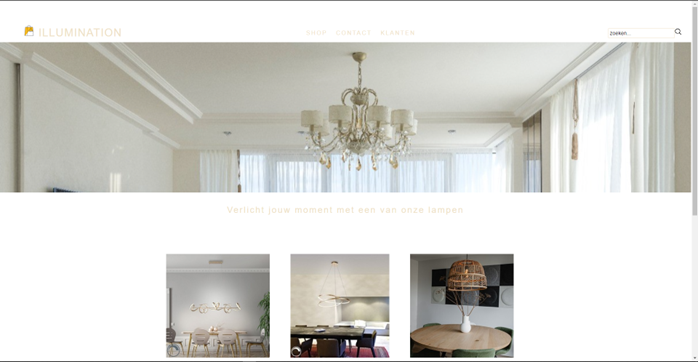 ILLUMINATION
SHOP CONTACT KLANTEN
zoeken...
Verlicht jouw moment met een van onze lampen